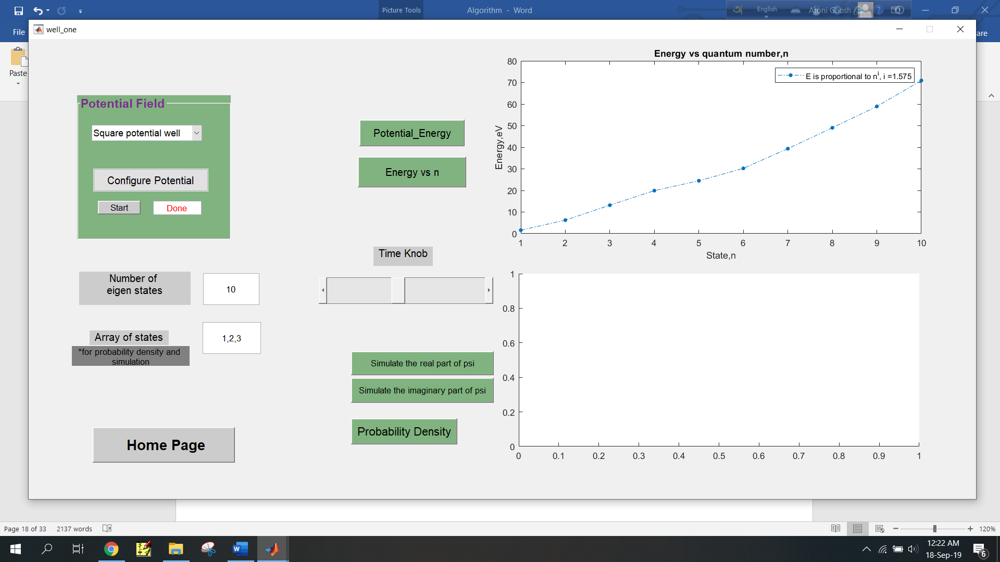 Picture Tools
Algorithm - Word
English
Aroni Ghosh
File
are
well_one
Paste
Potential Field
Square potential well
Configure Potential
Start
Done
Number of
eigen states
10
Array of states
*for probability density and
simulation
1,2,3
Home Page
Potential_Energy
Energy vs n
Time Knob
Simulate the real part of psi
Simulate the imaginary part of psi
Probability Density
Energy vs quantum number,n
E is proportional to n^i, i =1.575
Energy,eV
80
70
60
50
40
30
20
10
0
1 2 3 4 5 6 7 8 9 10
State,n
1
0.8
0.6
0.4
0.2
0
0 0.1 0.2 0.3 0.4 0.5 0.6 0.7 0.8 0.9 1
Page 18 of 33 2137 words
120%
12:22 AM
18-Sep-19
6